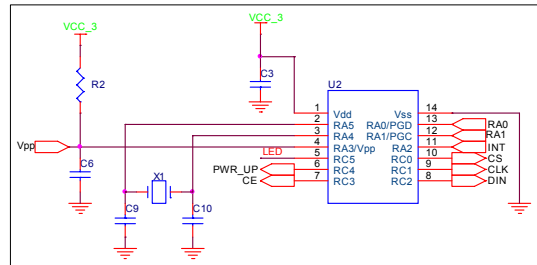 VCC_3
VCC_3
R2
C3
U2
1 Vdd Vss 14
2 RA5 RA0/PGD 13 RA0
3 RA4 RA1/PGC 12 RA1
Vpp 4 RA3/Vpp RA2 11 INT
LED 5 RC5 RC0 10 CS
PWR_UP 6 RC4 RC1 9 CLK
CE 7 RC3 RC2 8 DIN
C6
X1
C9 C10